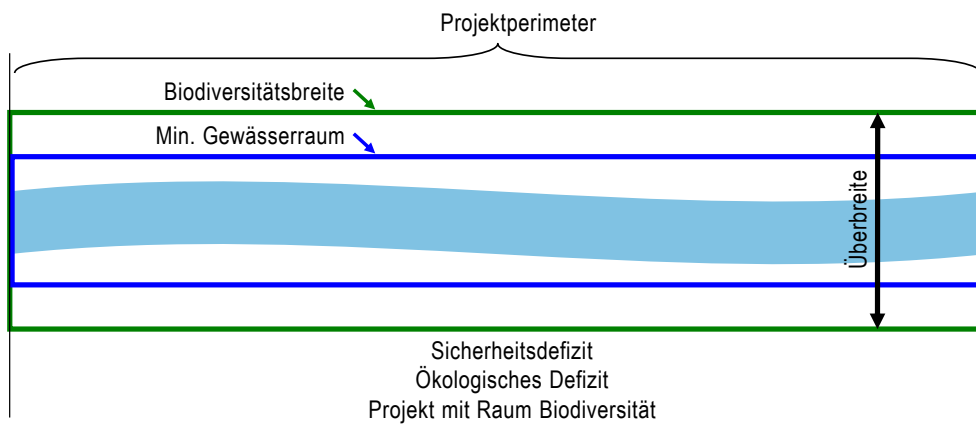 Projektperimeter
Biodiversitätsbreite
Min. Gewässerraum
Überbreite
Sicherheitsdefizit
Ökologisches Defizit
Projekt mit Raum Biodiversität